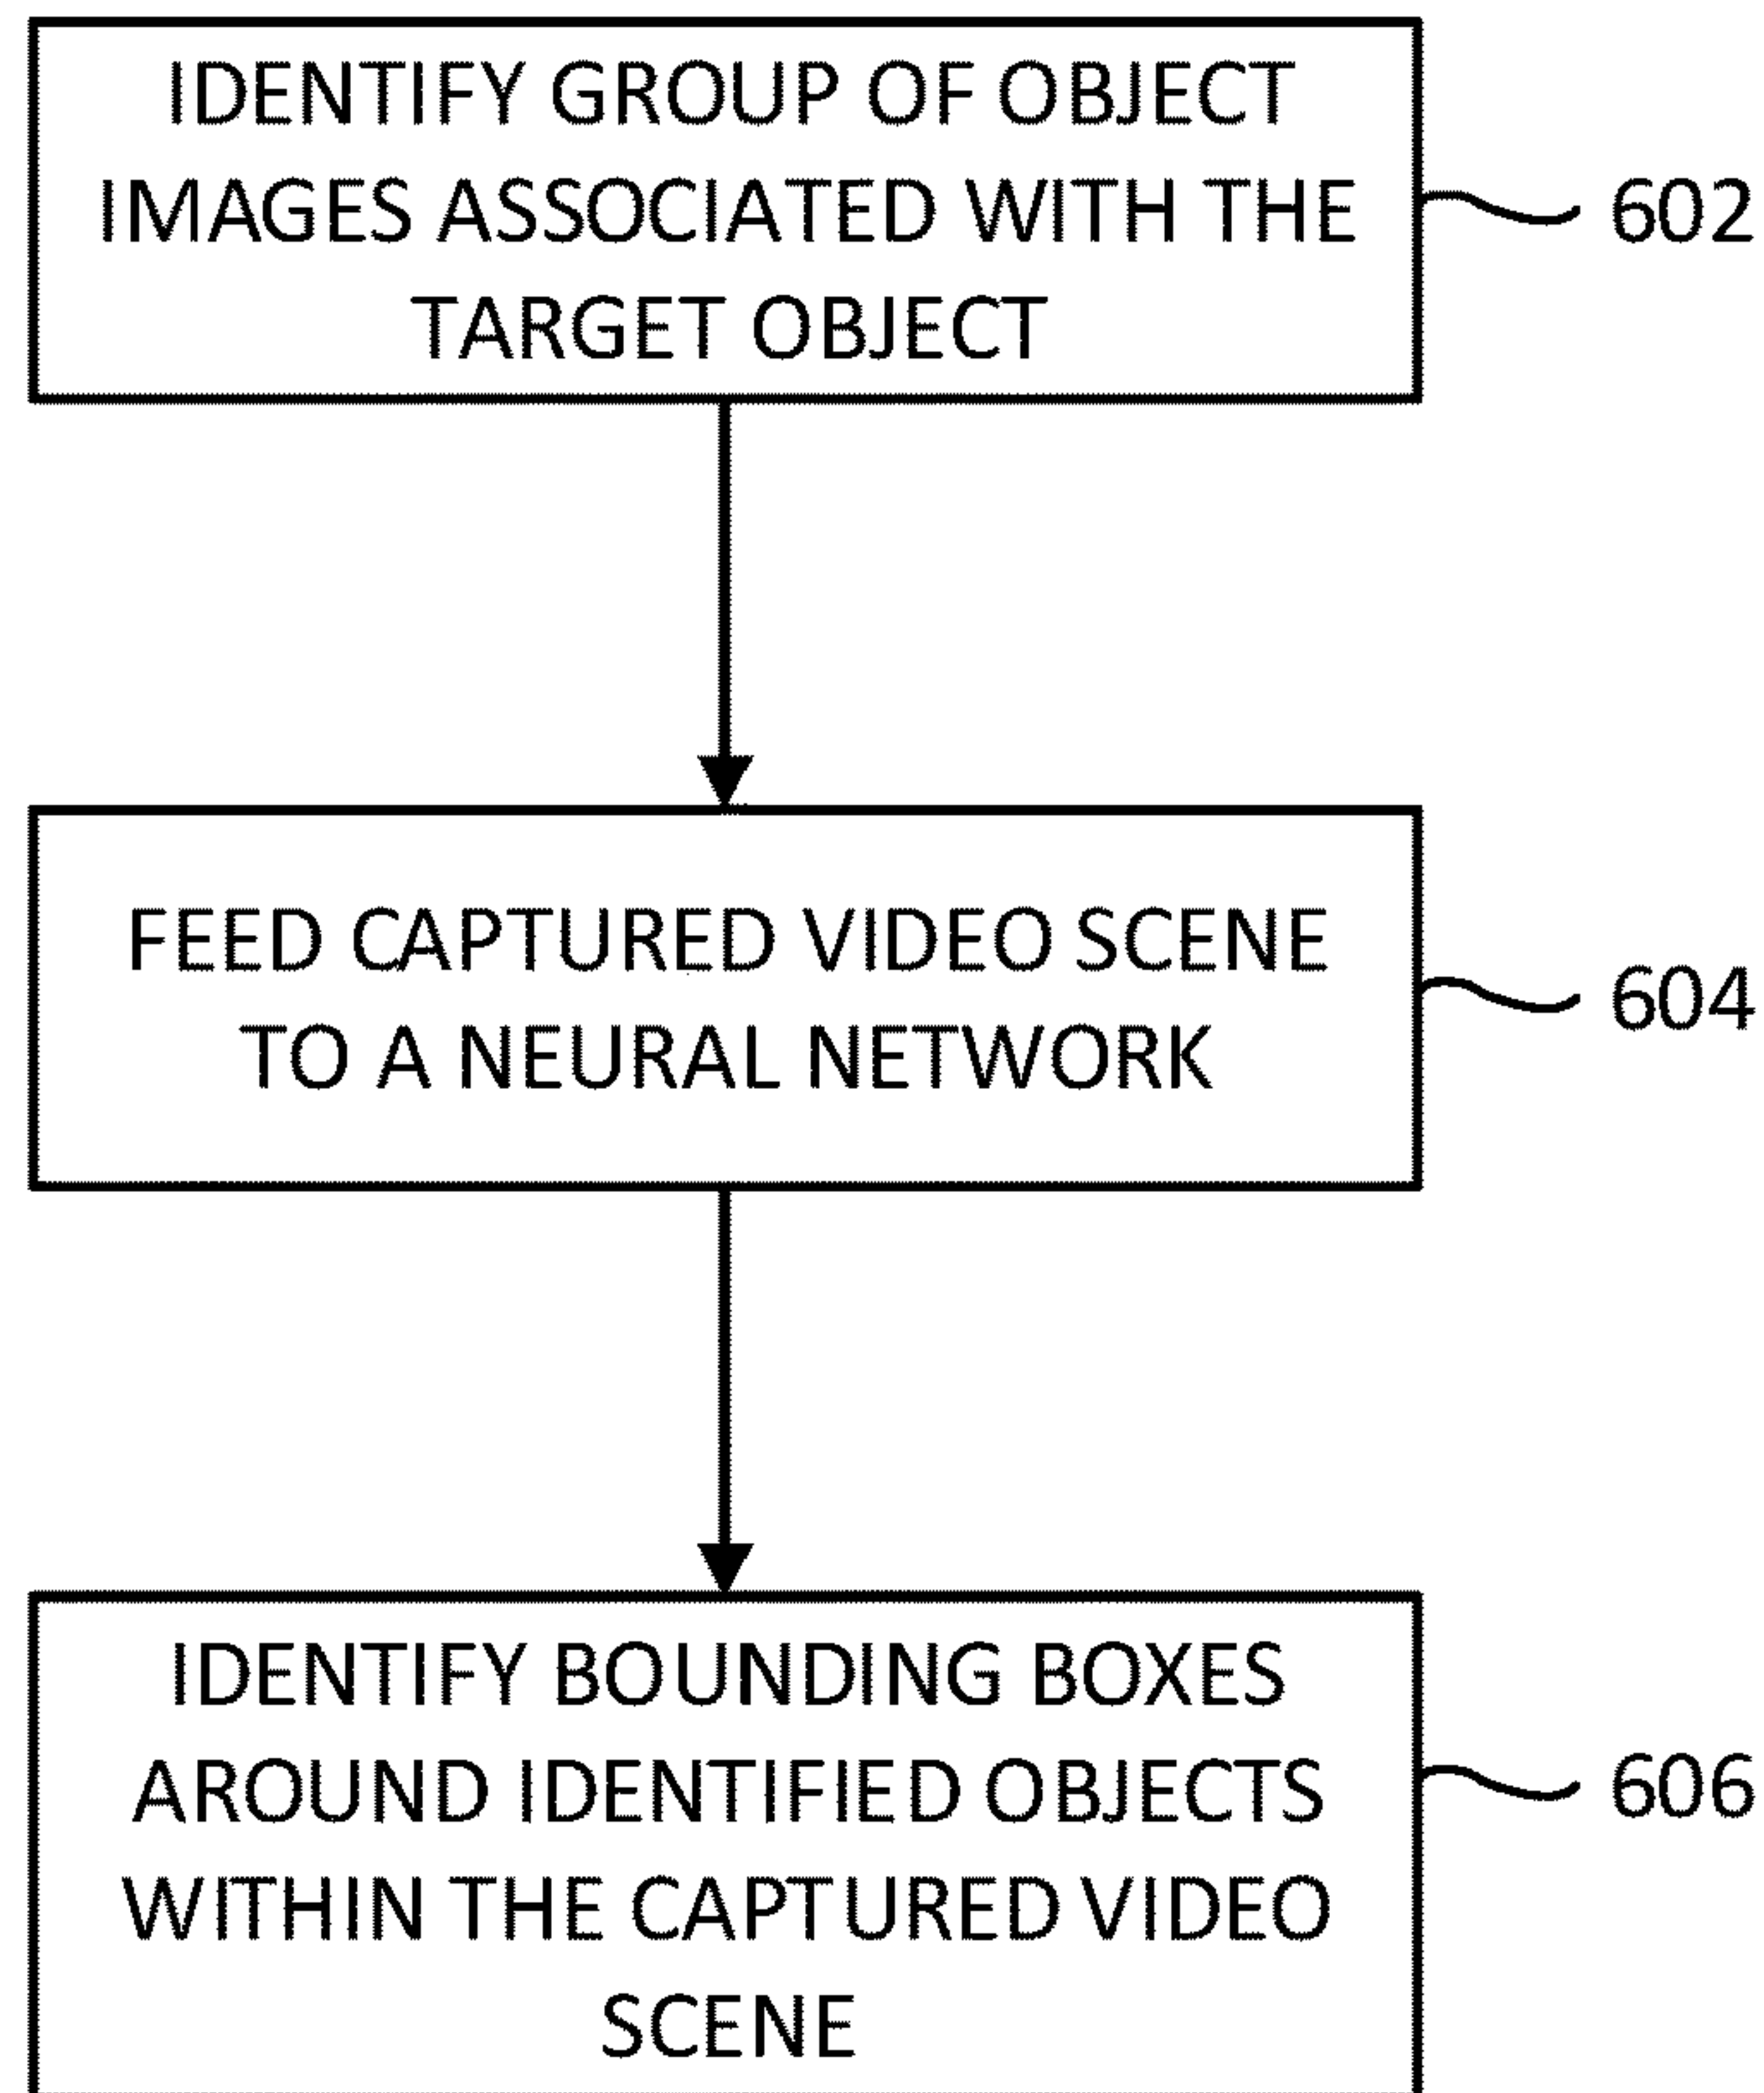 IDENTIFY GROUP OF OBJECT
IMAGES ASSOCIATED WITH THE
TARGET OBJECT
602
FEED CAPTURED VIDEO SCENE
TO A NEURAL NETWORK
604
IDENTIFY BOUNDING BOXES
AROUND IDENTIFIED OBJECTS
WITHIN THE CAPTURED VIDEO
SCENE
606